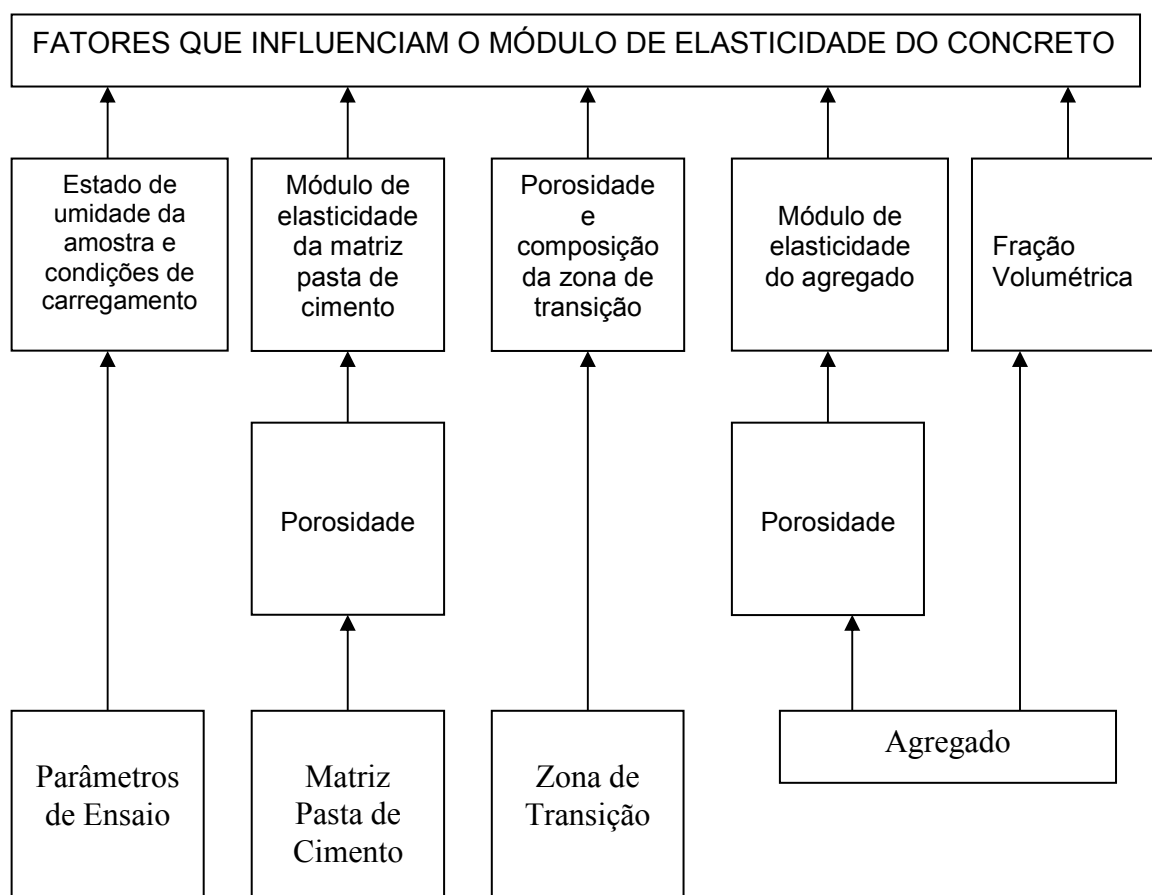 FATORES QUE INFLUENCIAM O MÓDULO DE ELASTICIDADE DO CONCRETO
Estado de
umidade da
amostra e
condições de
carregamento
Módulo de
elasticidade
da matriz
pasta de
cimento
Porosidade
e
composição
da zona de
transição
Módulo de
elasticidade
do agregado
Fração
Volumétrica
Porosidade
Porosidade
Parâmetros
de Ensaio
Matriz
Pasta de
Cimento
Zona de
Transição
Agregado